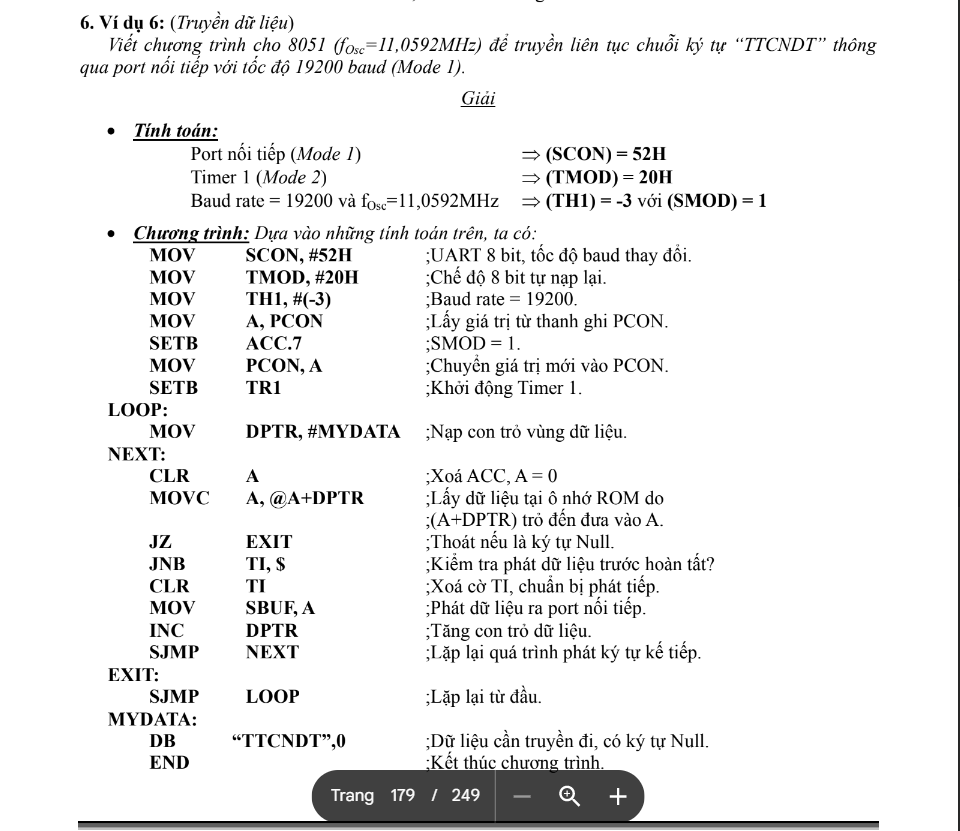 6. Ví dụ 6: (Truyền dữ liệu)
Viết chương trình cho 8051 (fOsc=11,0592MHz) để truyền liên tục chuỗi ký tự “TTCNDT” thông
qua port nối tiếp với tốc độ 19200 baud (Mode 1).
Giải
• Tính toán:
Port nối tiếp (Mode 1) ⇒ (SCON) = 52H
Timer 1 (Mode 2) ⇒ (TMOD) = 20H
Baud rate = 19200 và fOsc=11,0592MHz ⇒ (TH1) = -3 với (SMOD) = 1
• Chương trình: Dựa vào những tính toán trên, ta có:
MOV SCON, #52H ;UART 8 bit, tốc độ baud thay đổi.
MOV TMOD, #20H ;Chế độ 8 bit tự nạp lại.
MOV TH1, #(-3) ;Baud rate = 19200.
MOV A, PCON ;Lấy giá trị từ thanh ghi PCON.
SETB ACC.7 ;SMOD = 1.
MOV PCON, A ;Chuyển giá trị mới vào PCON.
SETB TR1 ;Khởi động Timer 1.
LOOP:
MOV DPTR, #MYDATA ;Nạp con trỏ vùng dữ liệu.
NEXT:
CLR A ;Xoá ACC, A = 0
MOVC A, @A+DPTR ;Lấy dữ liệu tại ô nhớ ROM do
;(A+DPTR) trỏ đến đưa vào A.
JZ EXIT ;Thoát nếu là ký tự Null.
JNB TI, $ ;Kiểm tra phát dữ liệu trước hoàn tất?
CLR TI ;Xoá cờ TI, chuẩn bị phát tiếp.
MOV SBUF, A ;Phát dữ liệu ra port nối tiếp.
INC DPTR ;Tăng con trỏ dữ liệu.
SJMP NEXT ;Lặp lại quá trình phát ký tự kế tiếp.
EXIT:
SJMP LOOP ;Lặp lại từ đầu.
MYDATA:
DB “TTCNDT”,0 ;Dữ liệu cần truyền đi, có ký tự Null.
END ;Kết thúc chương trình.
Trang 179 / 249